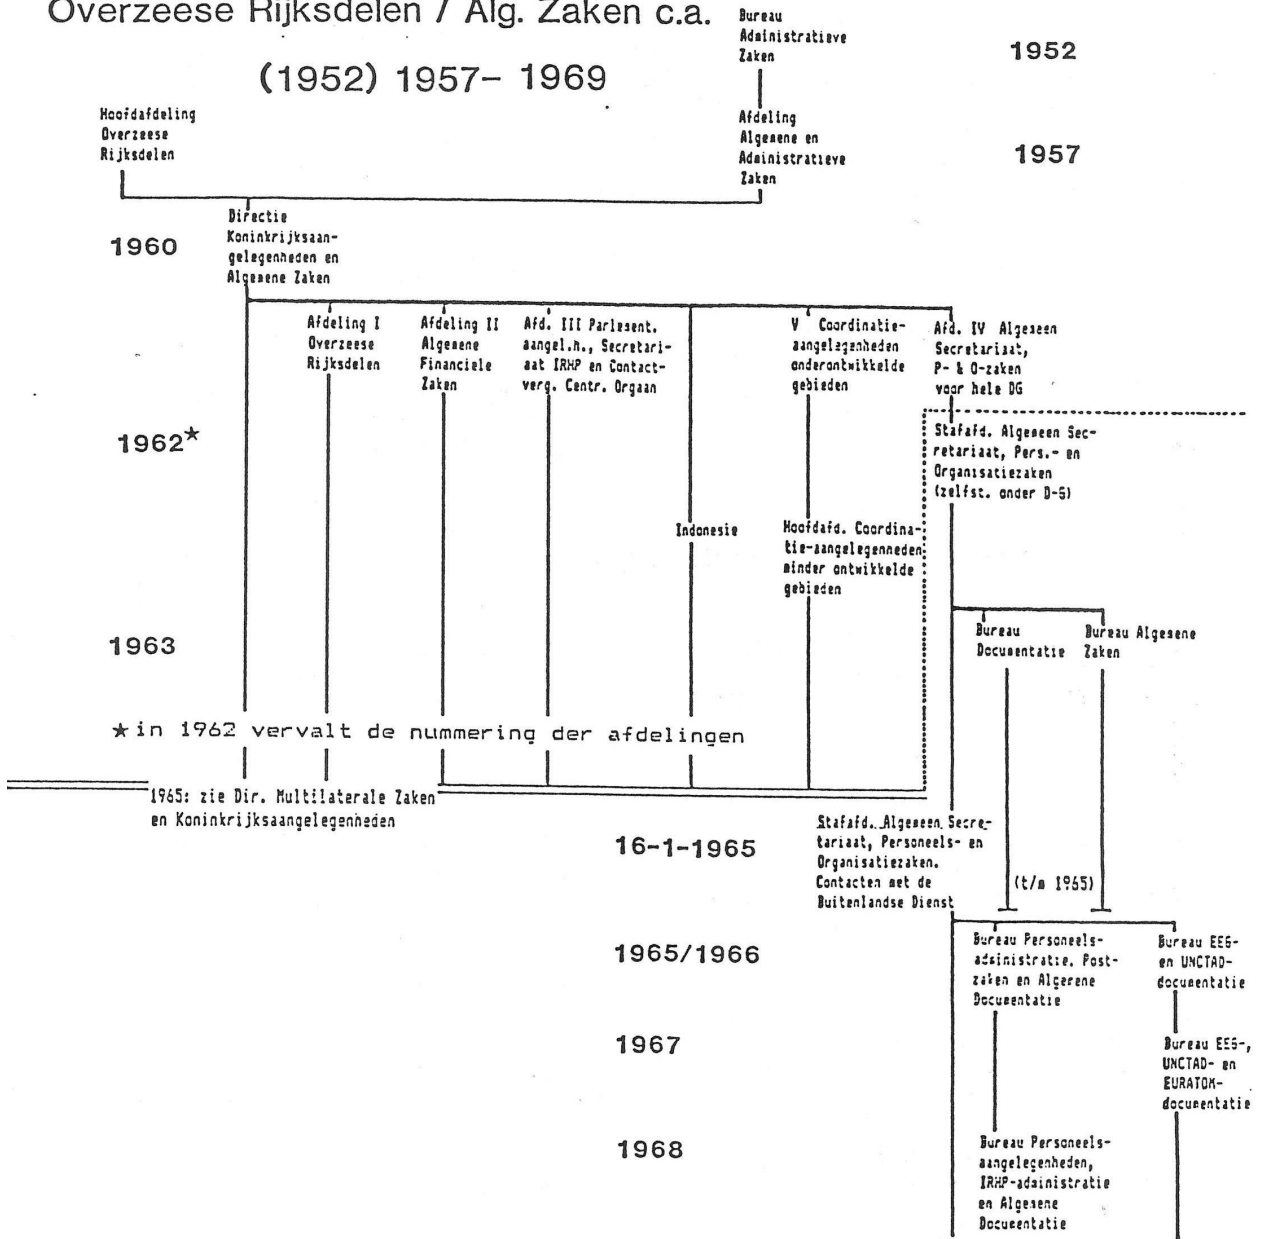 Overzeese Rijksdelen / Alg. Zaken c.a.
(1952) 1957- 1969
Bureau
Administratieve
Zaken
1952
Hoofdafdeling
Overzeese
Rijksdelen
Afdeling
Algemene en
Administratieve
Zaken
1957
1960
Directie
Koninkrijksaan-
gelegenheden en
Algemene Zaken
Afdeling I
Overzeese
Rijksdelen
Afdeling II
Algemene
Financiele
Zaken
Afd. III Parlement.
aangel.h., Secretari-
aat IRHP en Contact-
verg. Centr. Orgaan
V Coordinatie-
aangelegenheden
onderontwikkelde
gebieden
Afd. IV Algemeen
Secretariaat,
P- & O-zaken
voor hele DG
1962★
Stafafd. Algemeen Sec-
retariaat, Pers.- en
Organisatiezaken
(zelfst. onder D-G)
Indonesie
Hoofdafd. Coordina-
tie-aangelegenheden
minder ontwikkelde
gebieden
1963
Bureau
Documentatie
Bureau Algemene
Zaken
★ in 1962 vervalt de nummering der afdelingen
1965: zie Dir. Multilaterale Zaken
en Koninkrijksaangelegenheden
16-1-1965
Stafafd. Algemeen Secre-
tariaat, Personeels- en
Organisatiezaken.
Contacten met de
Buitenlandse Dienst
(t/m 1965)
1965/1966
Bureau Personeels-
administratie, Post-
zaken en Algemene
Documentatie
Bureau EEG-
en UNCTAD-
documentatie
1967
Bureau EEG-,
UNCTAD- en
EURATOM-
documentatie
1968
Bureau Personeels-
aangelegenheden,
IRHP-administratie
en Algemene
Documentatie